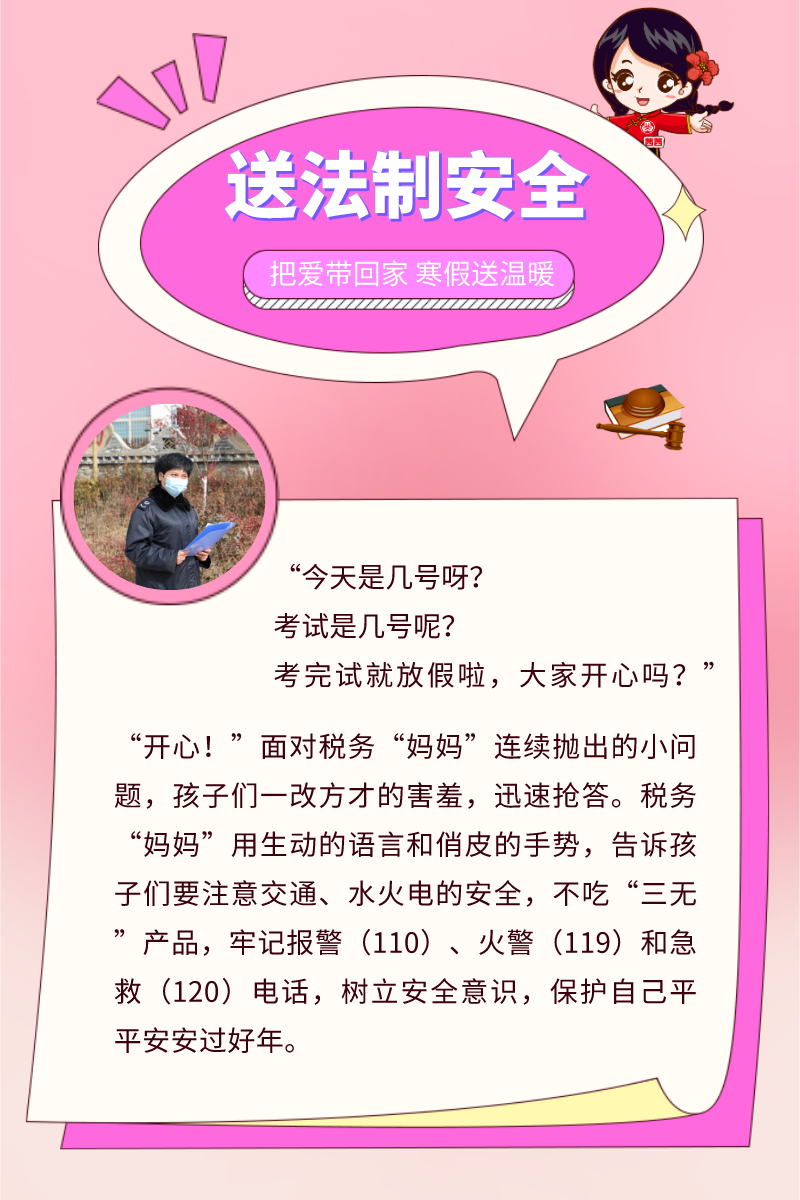 送法制安全
把爱带回家 寒假送温暖
“今天是几号呀？
考试是几号呢？
考完试就放假啦，大家开心吗？”
“开心！”面对税务“妈妈”连续抛出的小问
题，孩子们一改方才的害羞，迅速抢答。税务
“妈妈”用生动的语言和俏皮的手势，告诉孩
子们要注意交通、水火电的安全，不吃“三无
”产品，牢记报警（110）、火警（119）和急
救（120）电话，树立安全意识，保护自己平
平安安过好年。